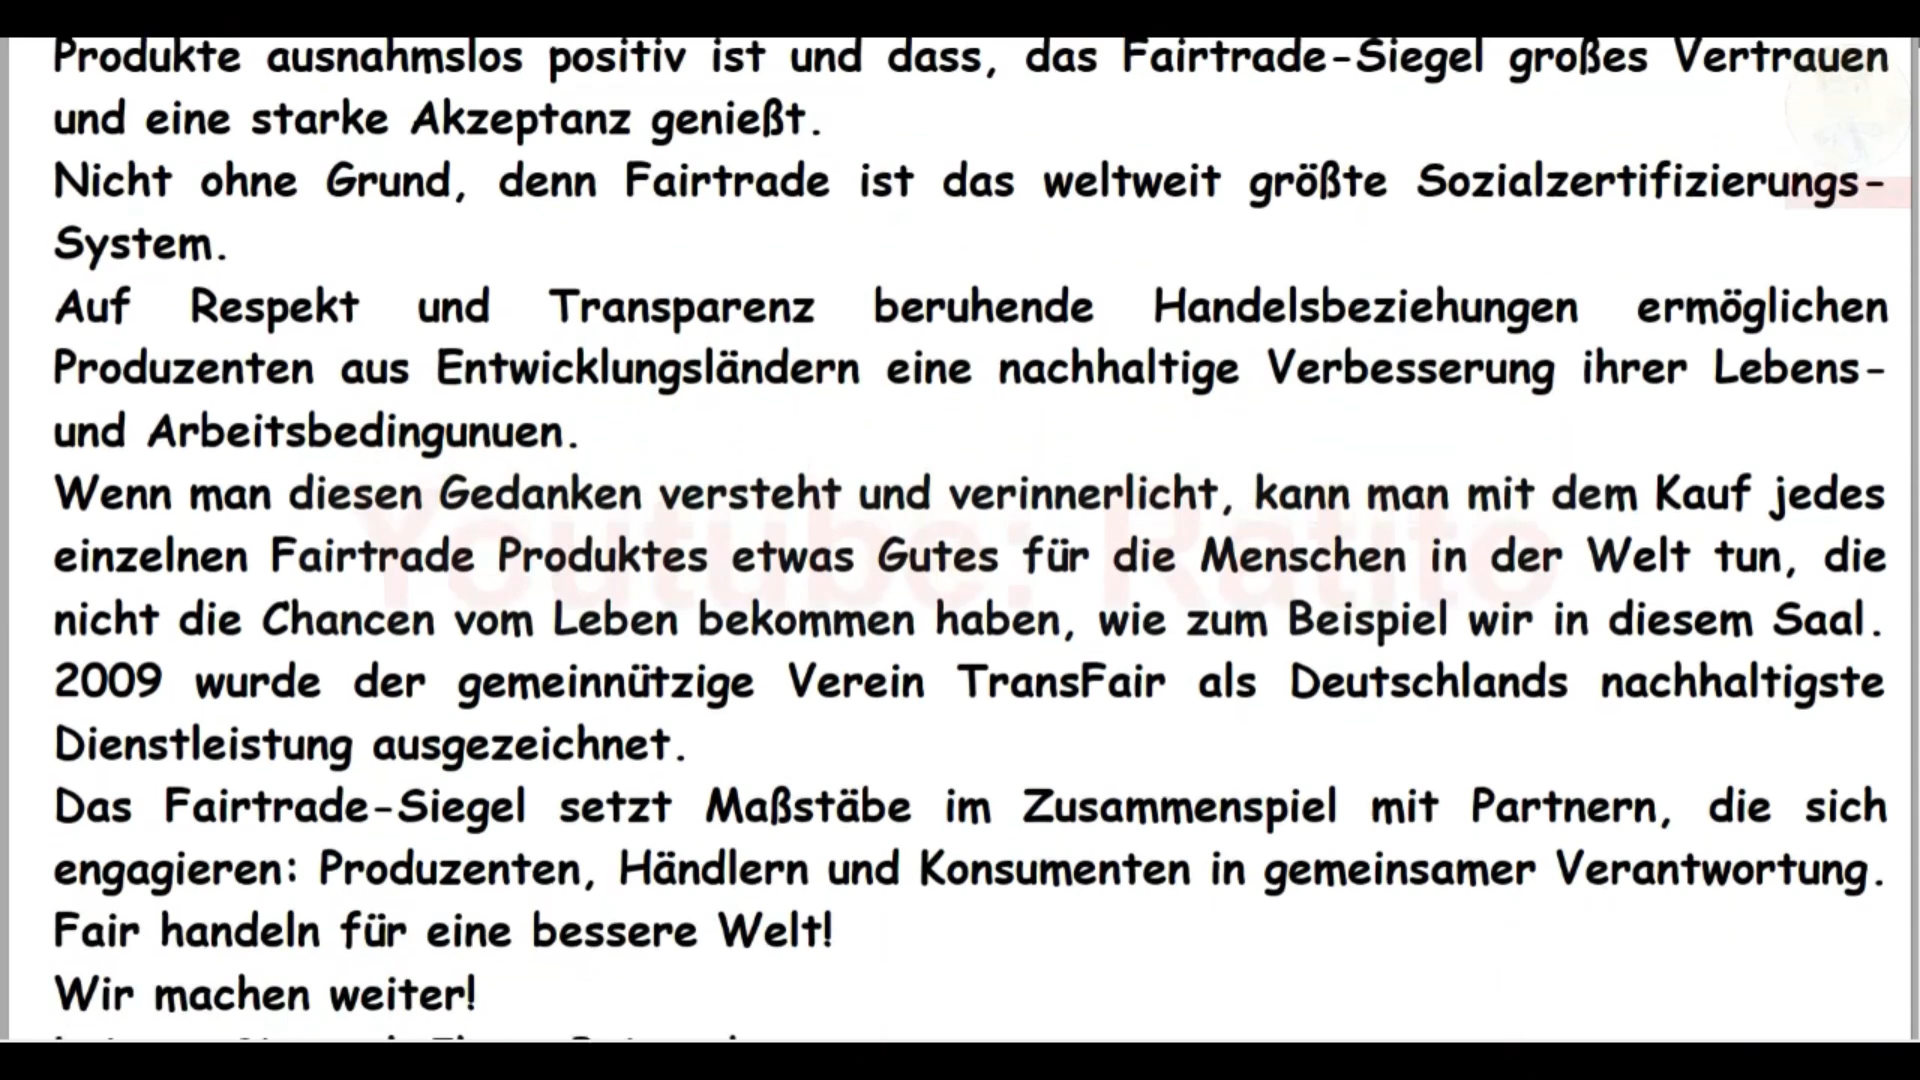 Produkte ausnahmslos positiv ist und dass, das Fairtrade-Siegel großes Vertrauen
und eine starke Akzeptanz genießt.
Nicht ohne Grund, denn Fairtrade ist das weltweit größte Sozialzertifizierungs-
System.
Auf Respekt und Transparenz beruhende Handelsbeziehungen ermöglichen
Produzenten aus Entwicklungsländern eine nachhaltige Verbesserung ihrer Lebens-
und Arbeitsbedingunuen.
Wenn man diesen Gedanken versteht und verinnerlicht, kann man mit dem Kauf jedes
einzelnen Fairtrade Produktes etwas Gutes für die Menschen in der Welt tun, die
Youtube: Ratito
nicht die Chancen vom Leben bekommen haben, wie zum Beispiel wir in diesem Saal.
2009 wurde der gemeinnützige Verein TransFair als Deutschlands nachhaltigste
Dienstleistung ausgezeichnet.
Das Fairtrade-Siegel setzt Maßstäbe im Zusammenspiel mit Partnern, die sich
engagieren: Produzenten, Händlern und Konsumenten in gemeinsamer Verantwortung.
Fair handeln für eine bessere Welt!
Wir machen weiter!